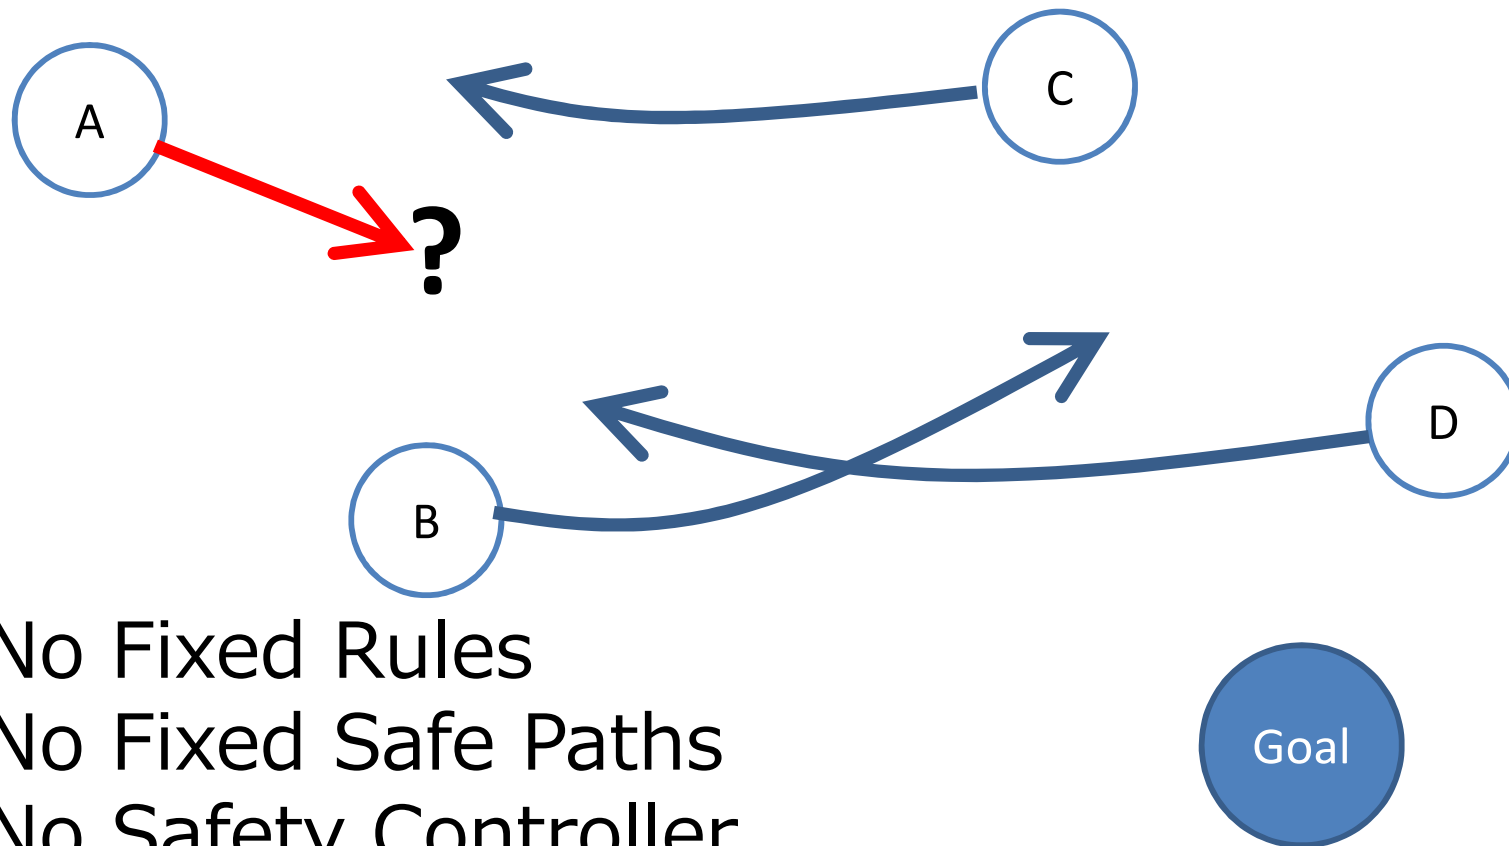 A
C
?
D
B
No Fixed Rules
No Fixed Safe Paths
Goal
No Safety Controller